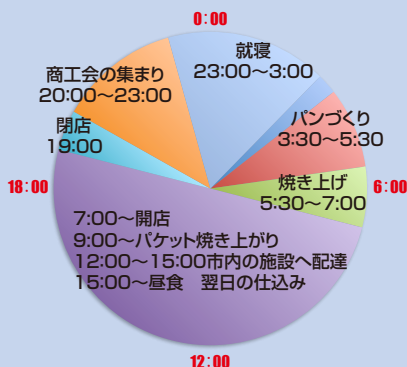 0:00
就寝
23:00～3:00
商工会の集まり
20:00～23:00
パンづくり
3:30～5:30
閉店
19:00
焼き上げ
5:30～7:00
18:00
6:00
7:00～開店
9:00～パケット焼き上がり
12:00～15:00市内の施設へ配達
15:00～昼食　翌日の仕込み
12:00